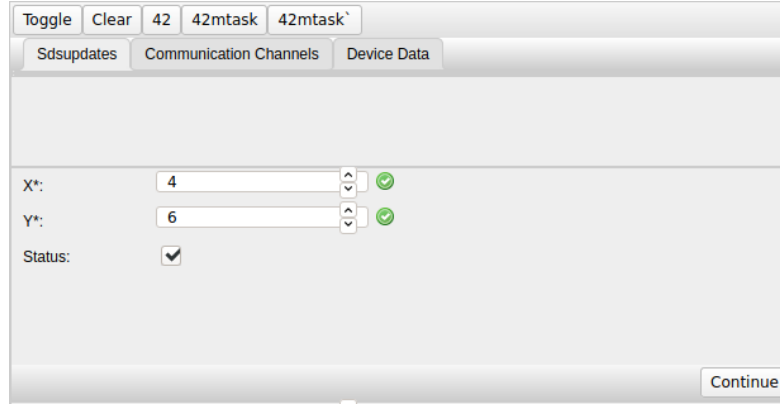 Toggle Clear 42 42mtask 42mtask`
Sdsupdates Communication Channels Device Data
X*: 4
Y*: 6
Status:
Continue